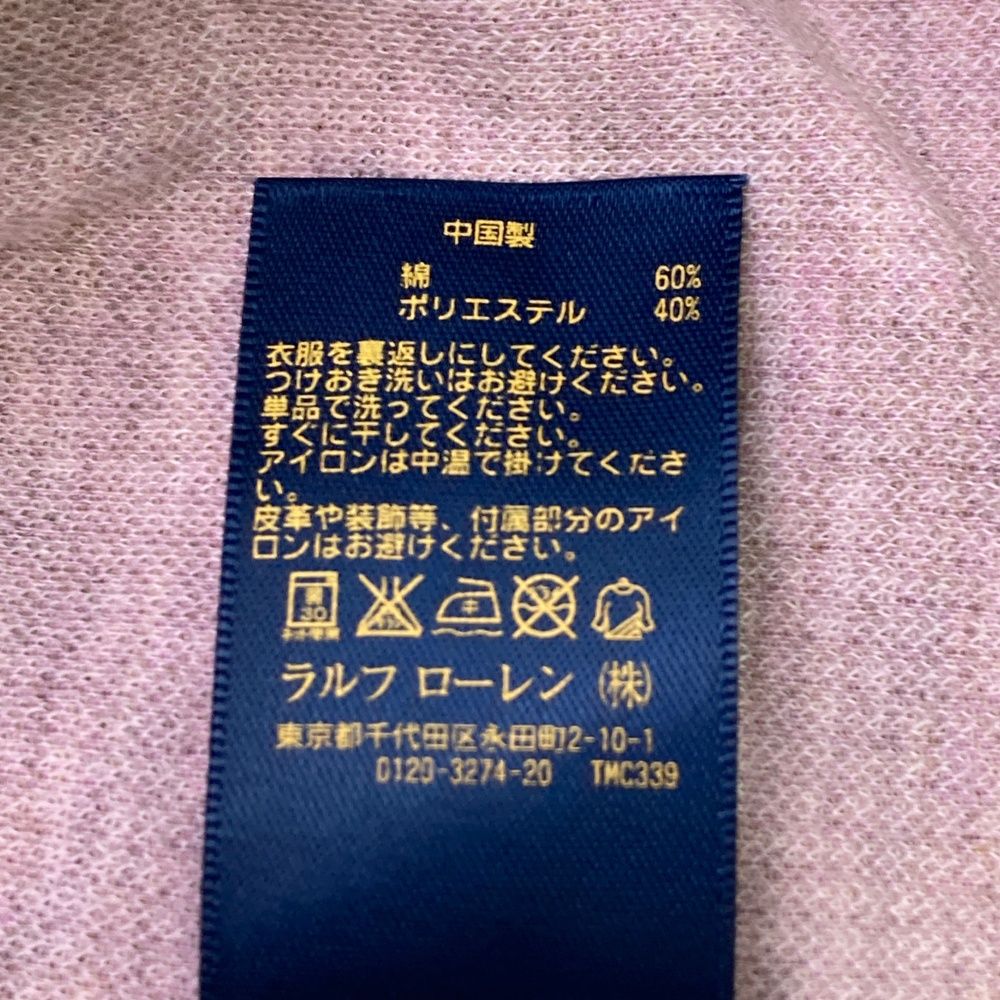 中国製
綿 60%
ポリエステル 40%
衣服を裏返しにしてください。
つけおき洗いはお避けください。
単品で洗ってください。
すぐに干してください。
アイロンは中温で掛けてくださ
い。
皮革や装飾等、付属部分のアイ
ロンはお避けください。
30 中
ラルフ ローレン (株)
東京都千代田区永田町2-10-1
0120-3274-20 TMC339